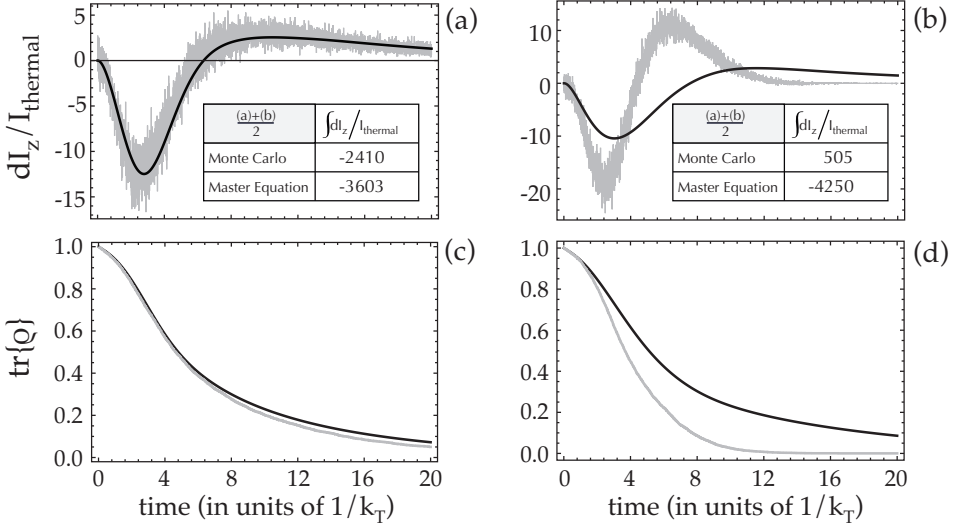 5
0
-5
-10
-15
dI_z/I_thermal
(a)
(a)+(b)
2
∫dI_z/I_thermal
Monte Carlo
-2410
Master Equation
-3603
10
0
-10
-20
(b)
(a)+(b)
2
∫dI_z/I_thermal
Monte Carlo
505
Master Equation
-4250
1.0
0.8
0.6
0.4
0.2
0.0
tr{ϱ}
(c)
0 4 8 12 16 20
time (in units of 1/k_T)
1.0
0.8
0.6
0.4
0.2
0.0
(d)
0 4 8 12 16 20
time (in units of 1/k_T)